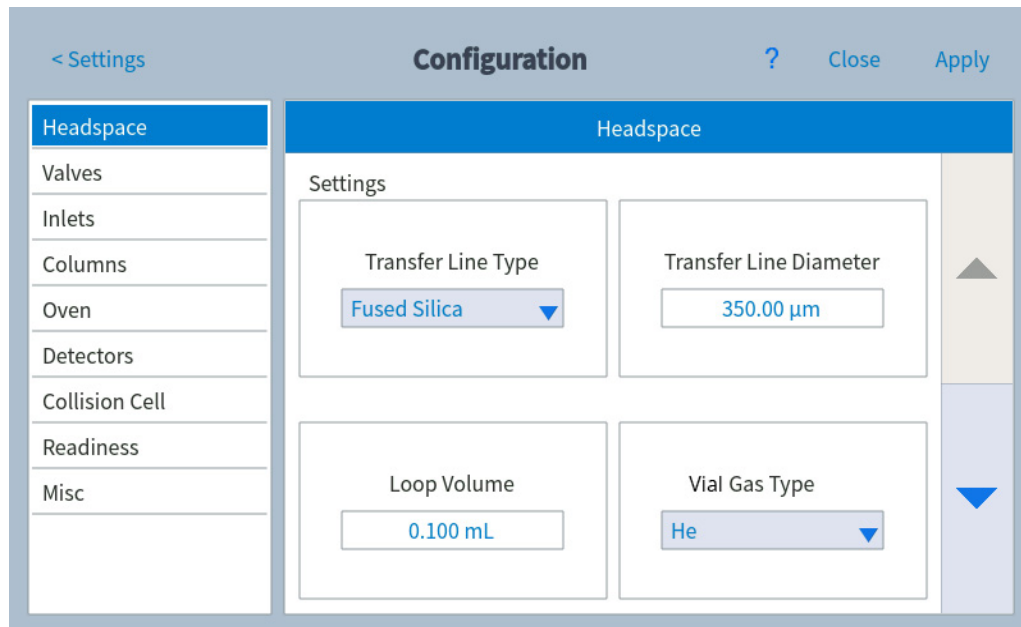 < Settings
Configuration
?
Close
Apply
Headspace
Valves
Inlets
Columns
Oven
Detectors
Collision Cell
Readiness
Misc
Headspace
Settings
Transfer Line Type
Fused Silica
Transfer Line Diameter
350.00 µm
Loop Volume
0.100 mL
Vial Gas Type
He